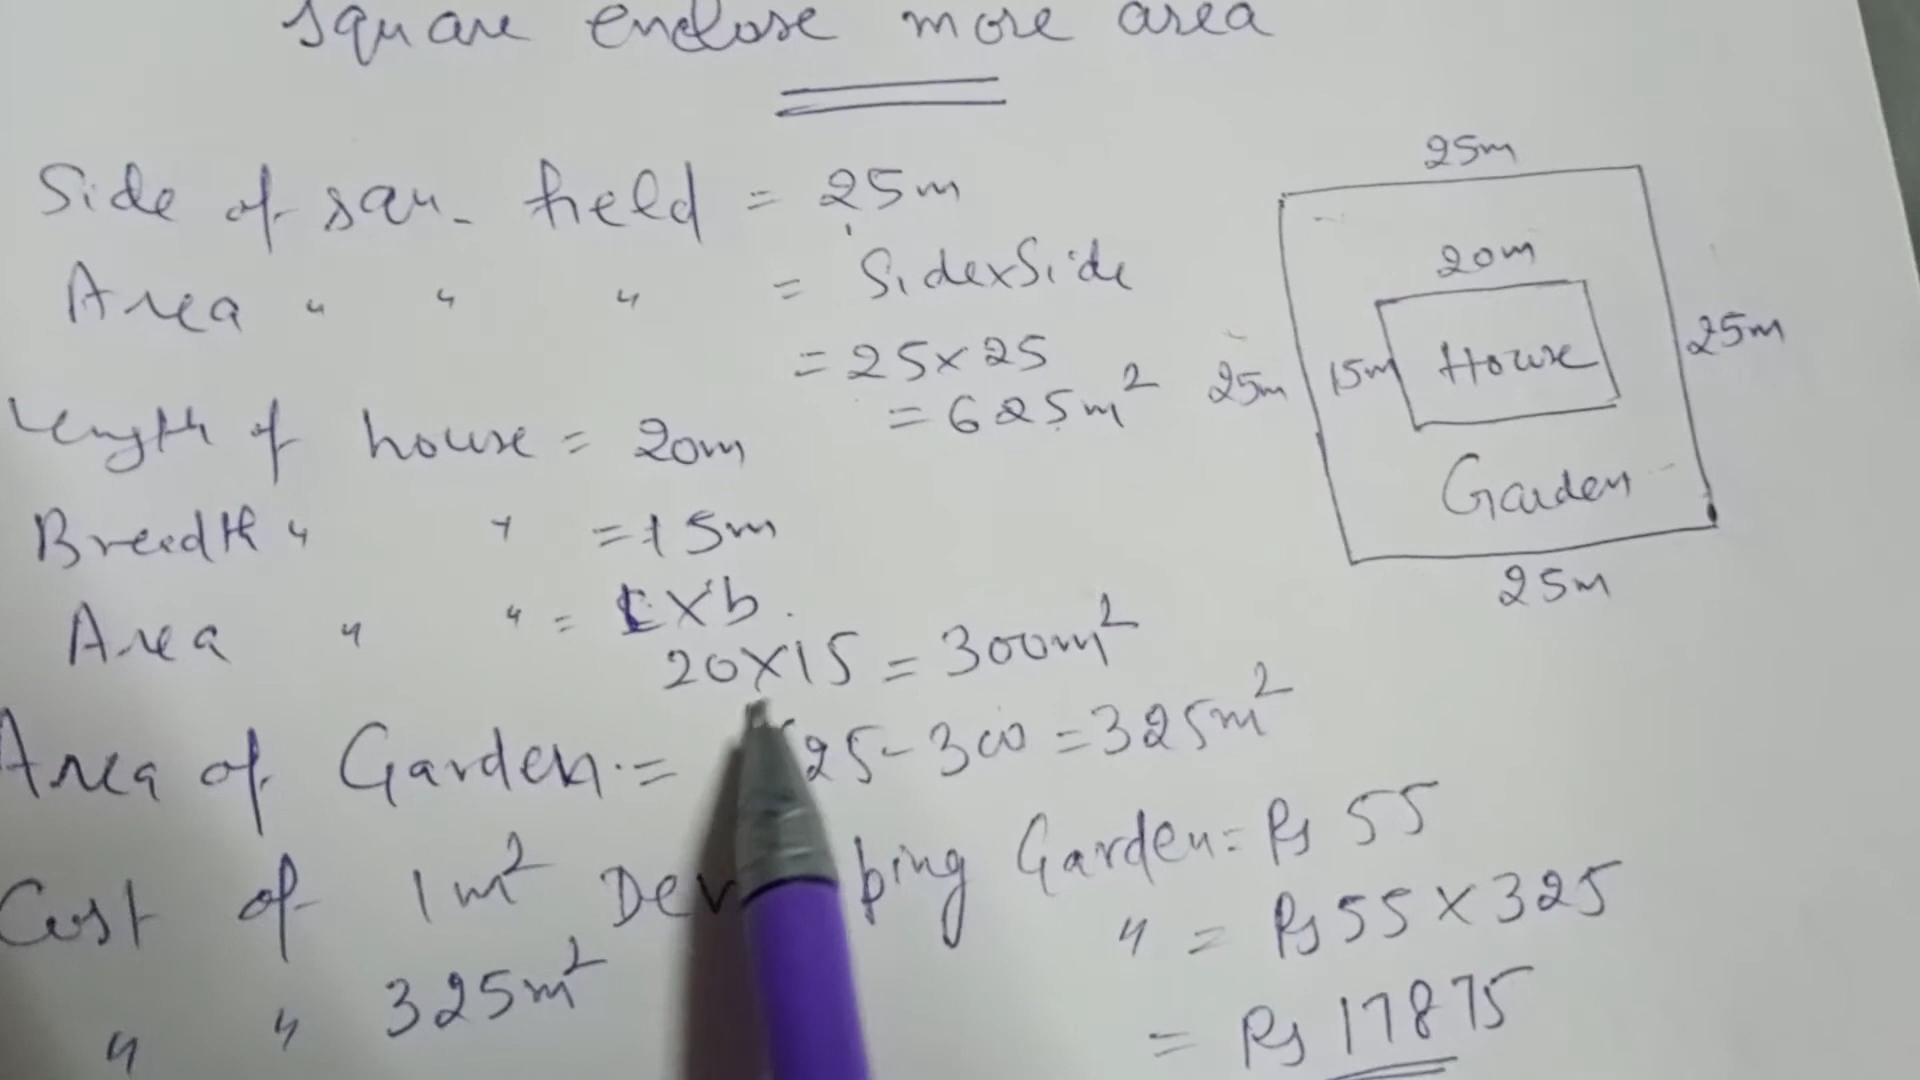 square enclose more area
Side of squ. field = 25m
Area " " " = Side×Side
= 25×25
= 625m²
Length of house = 20m
Breadth " " = 15m
Area " " = L×b.
20×15 = 300m²
Area of Garden = 25-300 = 325m²
Cost of 1m² Garden = Rs 55
" " 325m² " = Rs 55×325
= Rs 17875
25m
20m
25m
15m
House
25m
Garden
25m